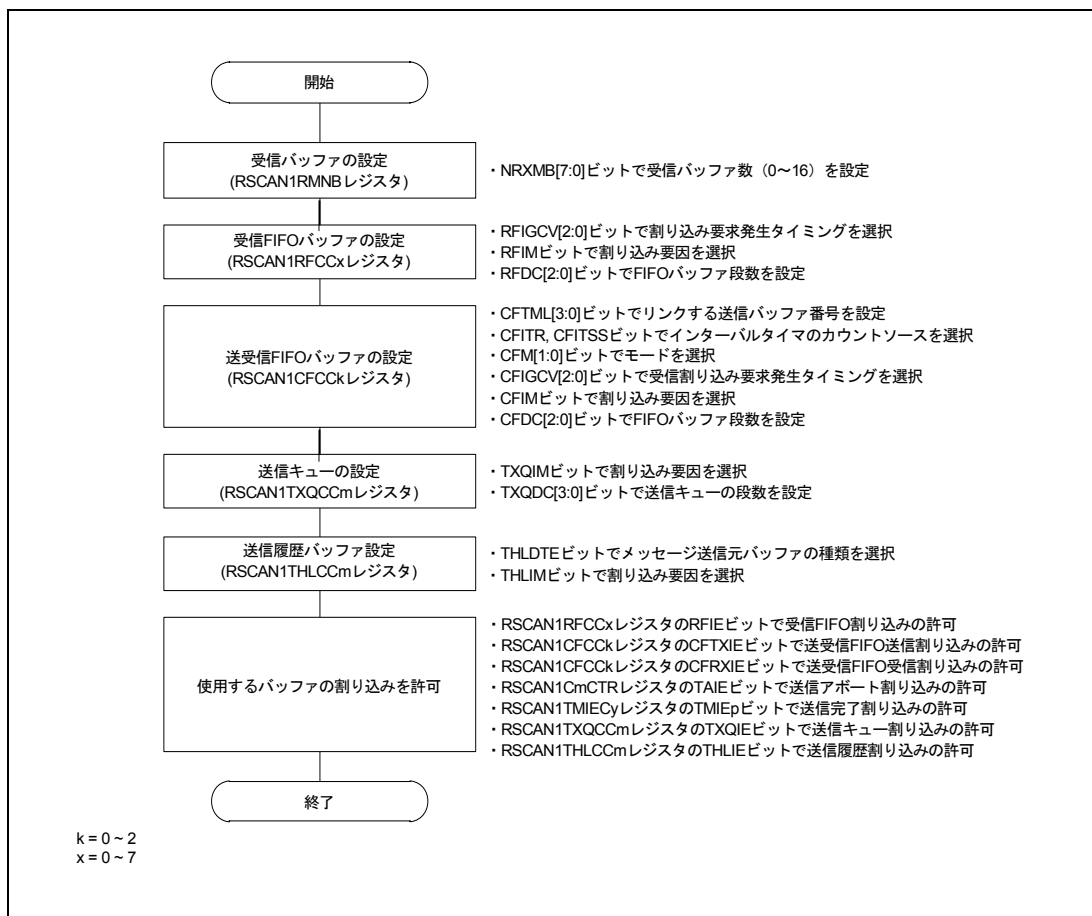 開始
受信バッファの設定
(RSCAN1RMNBレジスタ)
・NRXMB[7:0]ビットで受信バッファ数（0～16）を設定
受信FIFOバッファの設定
(RSCAN1RFCCxレジスタ)
・RFIGCV[2:0]ビットで割り込み要求発生タイミングを選択
・RFIMビットで割り込み要因を選択
・RFDC[2:0]ビットでFIFOバッファ段数を設定
送受信FIFOバッファの設定
(RSCAN1CFCCkレジスタ)
・CFTML[3:0]ビットでリンクする送信バッファ番号を設定
・CFITR, CFITSSビットでインターバルタイマのカウントソースを選択
・CFM[1:0]ビットでモードを選択
・CFIGCV[2:0]ビットで受信割り込み要求発生タイミングを選択
・CFIMビットで割り込み要因を選択
・CFDC[2:0]ビットでFIFOバッファ段数を設定
送信キューの設定
(RSCAN1TXQCCmレジスタ)
・TXQIMビットで割り込み要因を選択
・TXQDC[3:0]ビットで送信キューの段数を設定
送信履歴バッファ設定
(RSCAN1THLCCmレジスタ)
・THLDTEビットでメッセージ送信元バッファの種類を選択
・THLIMビットで割り込み要因を選択
使用するバッファの割り込みを許可
・RSCAN1RFCCxレジスタのRFIEビットで受信FIFO割り込みの許可
・RSCAN1CFCCkレジスタのCFTXIEビットで送受信FIFO送信割り込みの許可
・RSCAN1CFCCkレジスタのCFRXIEビットで送受信FIFO受信割り込みの許可
・RSCAN1CmCTRレジスタのTAIEビットで送信アボート割り込みの許可
・RSCAN1TMIECyレジスタのTMIEpビットで送信完了割り込みの許可
・RSCAN1TXQCCmレジスタのTXQIEビットで送信キュー割り込みの許可
・RSCAN1THLCCmレジスタのTHLIEビットで送信履歴割り込みの許可
終了
k = 0 ~ 2
x = 0 ~ 7